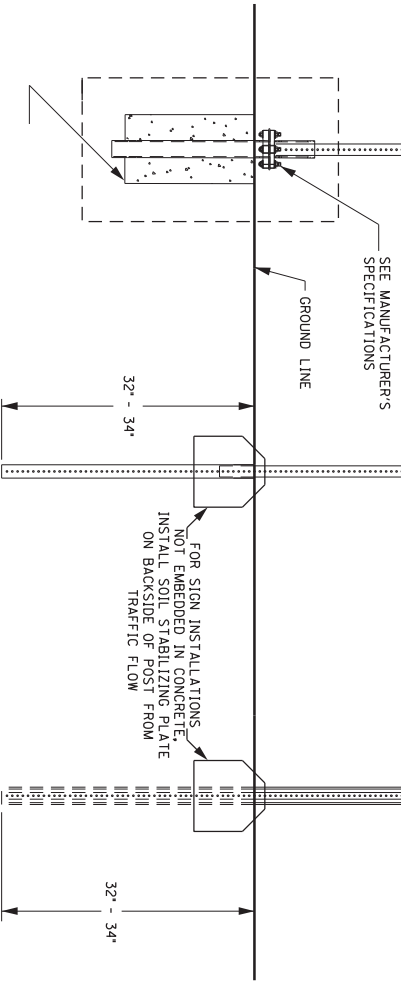 SEE MANUFACTURER'S
SPECIFICATIONS
GROUND LINE
32" - 34"
FOR SIGN INSTALLATIONS
NOT EMBEDDED IN CONCRETE,
INSTALL SOIL STABILIZING PLATE
ON BACKSIDE OF POST FROM
TRAFFIC FLOW
32" - 34"